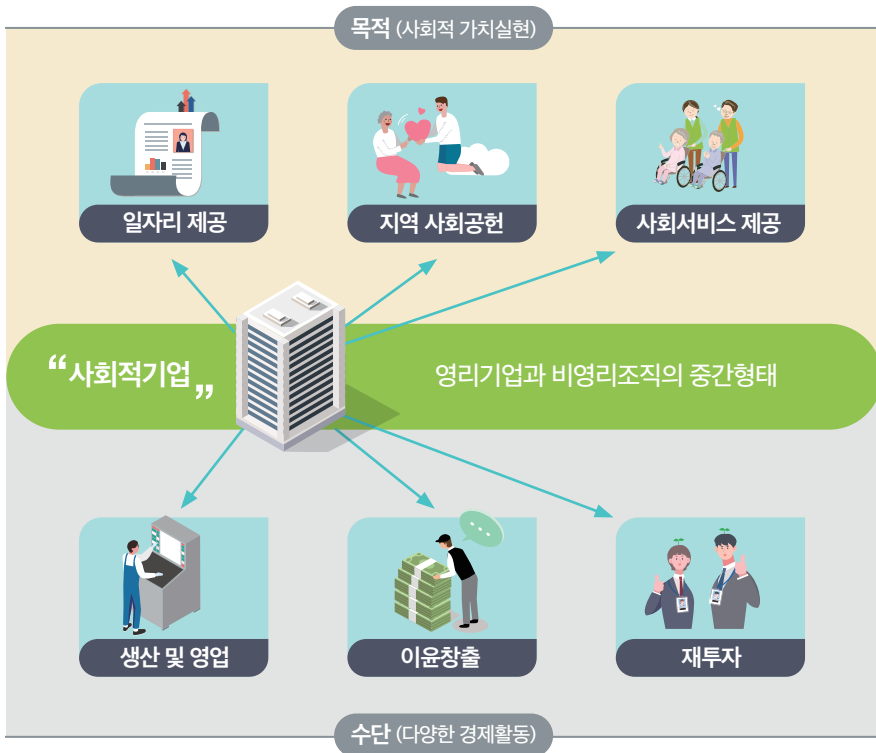 목적 (사회적 가치실현)
일자리 제공
지역 사회공헌
사회서비스 제공
“사회적기업„
영리기업과 비영리조직의 중간형태
생산 및 영업
이윤창출
재투자
수단 (다양한 경제활동)